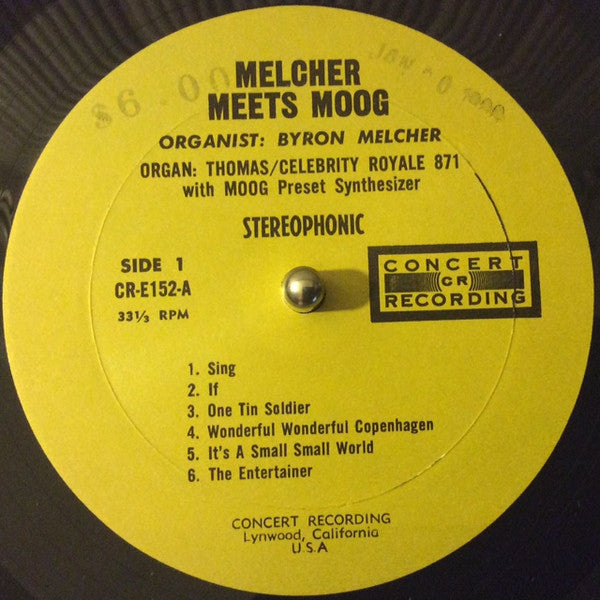 $6.00
MELCHER
MEETS MOOG
ORGANIST: BYRON MELCHER
ORGAN: THOMAS/CELEBRITY ROYALE 871
with MOOG Preset Synthesizer
STEREOPHONIC
SIDE 1
CR-E152-A
33⅓ RPM
CONCERT
CR
RECORDING
1. Sing
2. If
3. One Tin Soldier
4. Wonderful Wonderful Copenhagen
5. It's A Small Small World
6. The Entertainer
CONCERT RECORDING
Lynwood, California
U.S.A